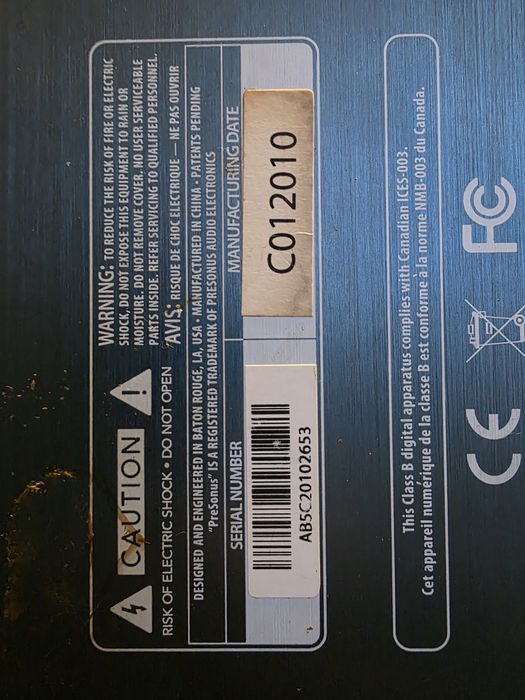 CAUTION
RISK OF ELECTRIC SHOCK • DO NOT OPEN
WARNING: TO REDUCE THE RISK OF FIRE OR ELECTRIC
SHOCK, DO NOT EXPOSE THIS EQUIPMENT TO RAIN OR
MOISTURE. DO NOT REMOVE COVER. NO USER SERVICEABLE
PARTS INSIDE. REFER SERVICING TO QUALIFIED PERSONNEL.
AVIS: RISQUE DE CHOC ELECTRIQUE — NE PAS OUVRIR
DESIGNED AND ENGINEERED IN BATON ROUGE, LA, USA • MANUFACTURED IN CHINA • PATENTS PENDING
"PreSonus" IS A REGISTERED TRADEMARK OF PRESONUS AUDIO ELECTRONICS
SERIAL NUMBER
AB5C20102653
MANUFACTURING DATE
C012010
This Class B digital apparatus complies with Canadian ICES-003.
Cet appareil numérique de la classe B est conforme à la norme NMB-003 du Canada.
CE
FC